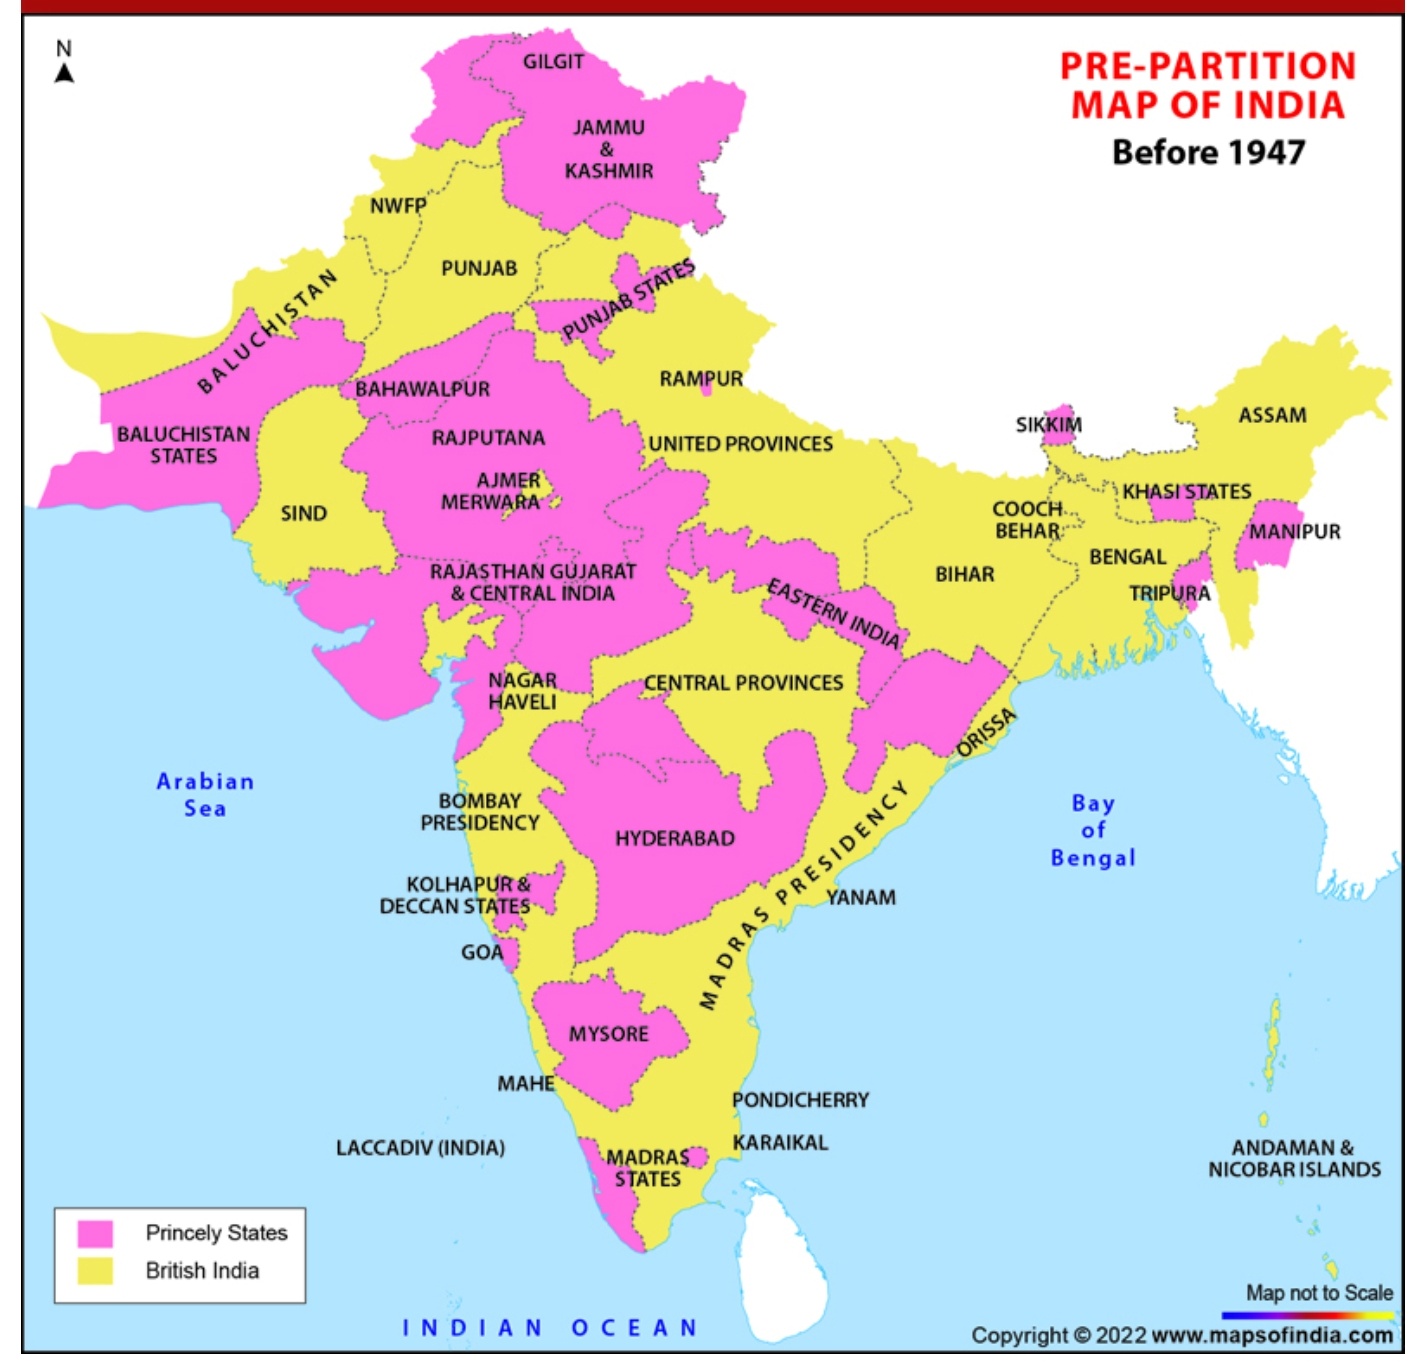 N
PRE-PARTITION
MAP OF INDIA
Before 1947
GILGIT
JAMMU
&
KASHMIR
NWFP
PUNJAB
PUNJAB STATES
BALUCHISTAN
BAHAWALPUR
RAMPUR
BALUCHISTAN
STATES
RAJPUTANA
UNITED PROVINCES
SIKKIM
ASSAM
AJMER
MERWARA
SIND
KHASI STATES
COOCH
BEHAR
MANIPUR
BENGAL
BIHAR
TRIPURA
RAJASTHAN GUJARAT
& CENTRAL INDIA
EASTERN INDIA
NAGAR
HAVELI
CENTRAL PROVINCES
ORISSA
Arabian
Sea
BOMBAY
PRESIDENCY
HYDERABAD
Bay
of
Bengal
MADRAS PRESIDENCY
KOLHAPUR &
DECCAN STATES
YANAM
GOA
MYSORE
MAHE
PONDICHERRY
KARAIKAL
LACCADIV (INDIA)
MADRAS
STATES
ANDAMAN &
NICOBAR ISLANDS
Princely States
British India
INDIAN OCEAN
Map not to Scale
Copyright © 2022 www.mapsofindia.com